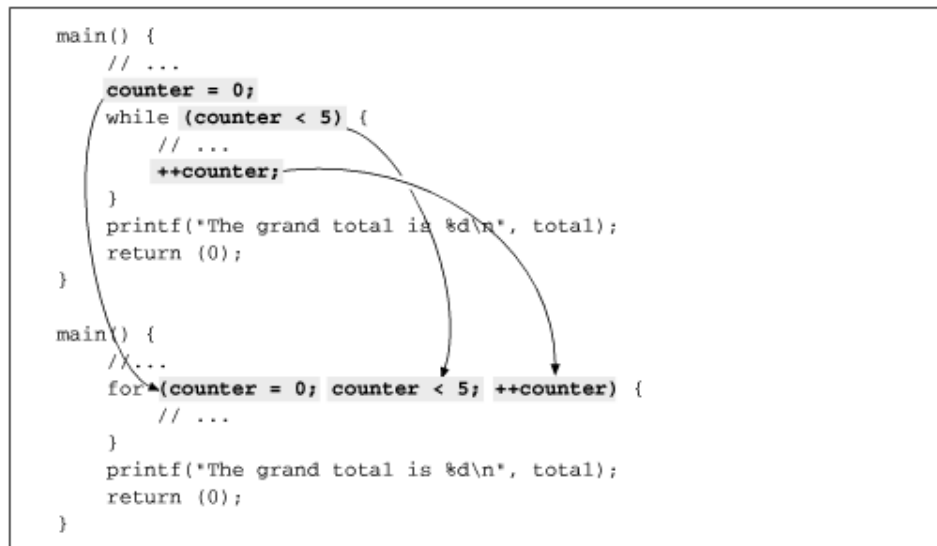 main() {
// ...
counter = 0;
while (counter < 5) {
// ...
++counter;
}
printf("The grand total is %d\n", total);
return (0);
}
main() {
//...
for (counter = 0; counter < 5; ++counter) {
// ...
}
printf("The grand total is %d\n", total);
return (0);
}